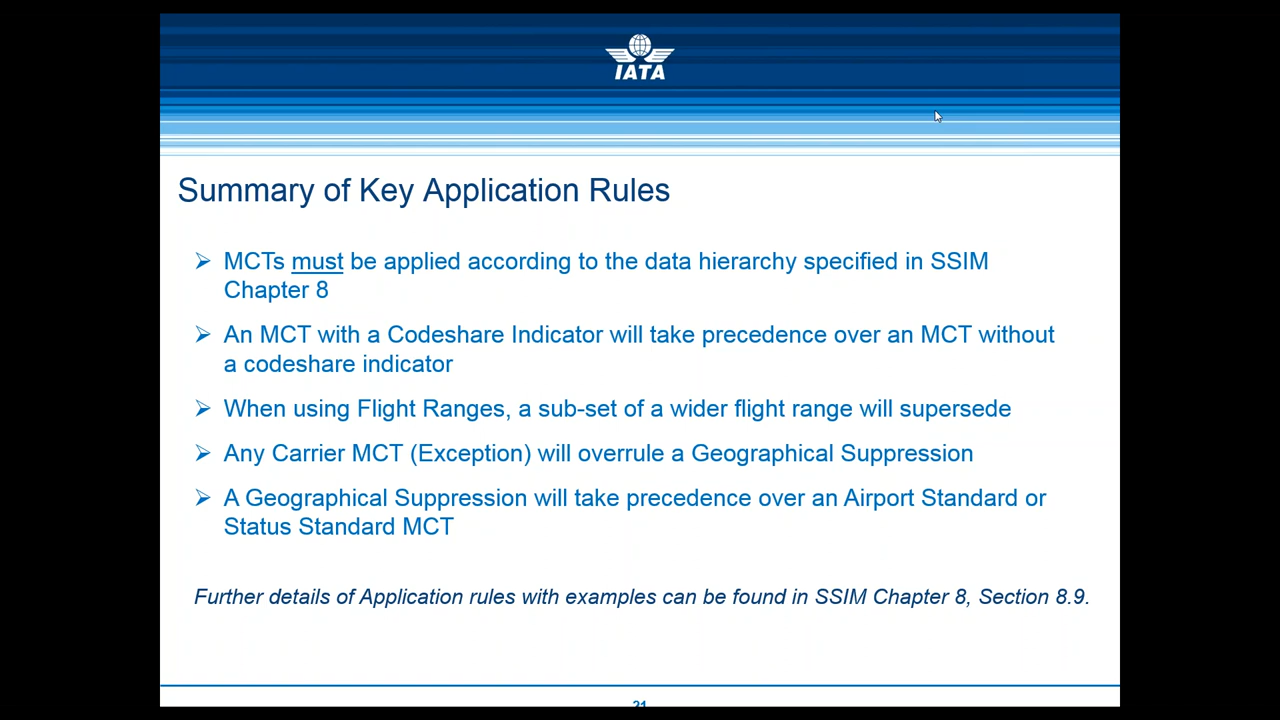 IATA
Summary of Key Application Rules
➢ MCTs must be applied according to the data hierarchy specified in SSIM
Chapter 8
➢ An MCT with a Codeshare Indicator will take precedence over an MCT without
a codeshare indicator
➢ When using Flight Ranges, a sub-set of a wider flight range will supersede
➢ Any Carrier MCT (Exception) will overrule a Geographical Suppression
➢ A Geographical Suppression will take precedence over an Airport Standard or
Status Standard MCT
Further details of Application rules with examples can be found in SSIM Chapter 8, Section 8.9.
21